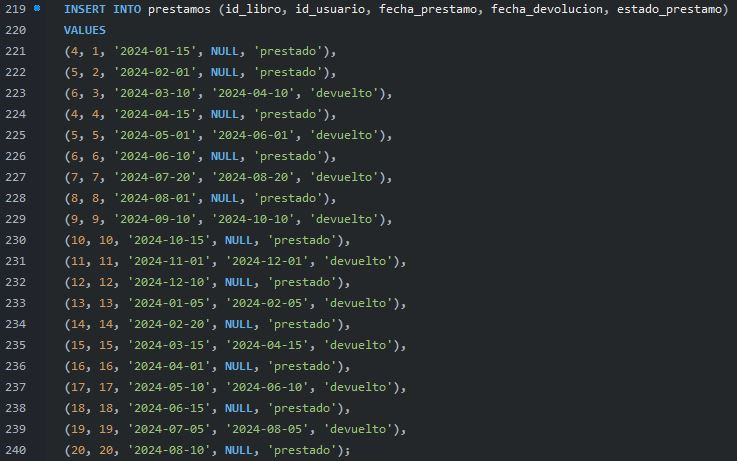 219 INSERT INTO prestamos (id_libro, id_usuario, fecha_prestamo, fecha_devolucion, estado_prestamo)
220 VALUES
221 (4, 1, '2024-01-15', NULL, 'prestado'),
222 (5, 2, '2024-02-01', NULL, 'prestado'),
223 (6, 3, '2024-03-10', '2024-04-10', 'devuelto'),
224 (4, 4, '2024-04-15', NULL, 'prestado'),
225 (5, 5, '2024-05-01', '2024-06-01', 'devuelto'),
226 (6, 6, '2024-06-10', NULL, 'prestado'),
227 (7, 7, '2024-07-20', '2024-08-20', 'devuelto'),
228 (8, 8, '2024-08-01', NULL, 'prestado'),
229 (9, 9, '2024-09-10', '2024-10-10', 'devuelto'),
230 (10, 10, '2024-10-15', NULL, 'prestado'),
231 (11, 11, '2024-11-01', '2024-12-01', 'devuelto'),
232 (12, 12, '2024-12-10', NULL, 'prestado'),
233 (13, 13, '2024-01-05', '2024-02-05', 'devuelto'),
234 (14, 14, '2024-02-20', NULL, 'prestado'),
235 (15, 15, '2024-03-15', '2024-04-15', 'devuelto'),
236 (16, 16, '2024-04-01', NULL, 'prestado'),
237 (17, 17, '2024-05-10', '2024-06-10', 'devuelto'),
238 (18, 18, '2024-06-15', NULL, 'prestado'),
239 (19, 19, '2024-07-05', '2024-08-05', 'devuelto'),
240 (20, 20, '2024-08-10', NULL, 'prestado');